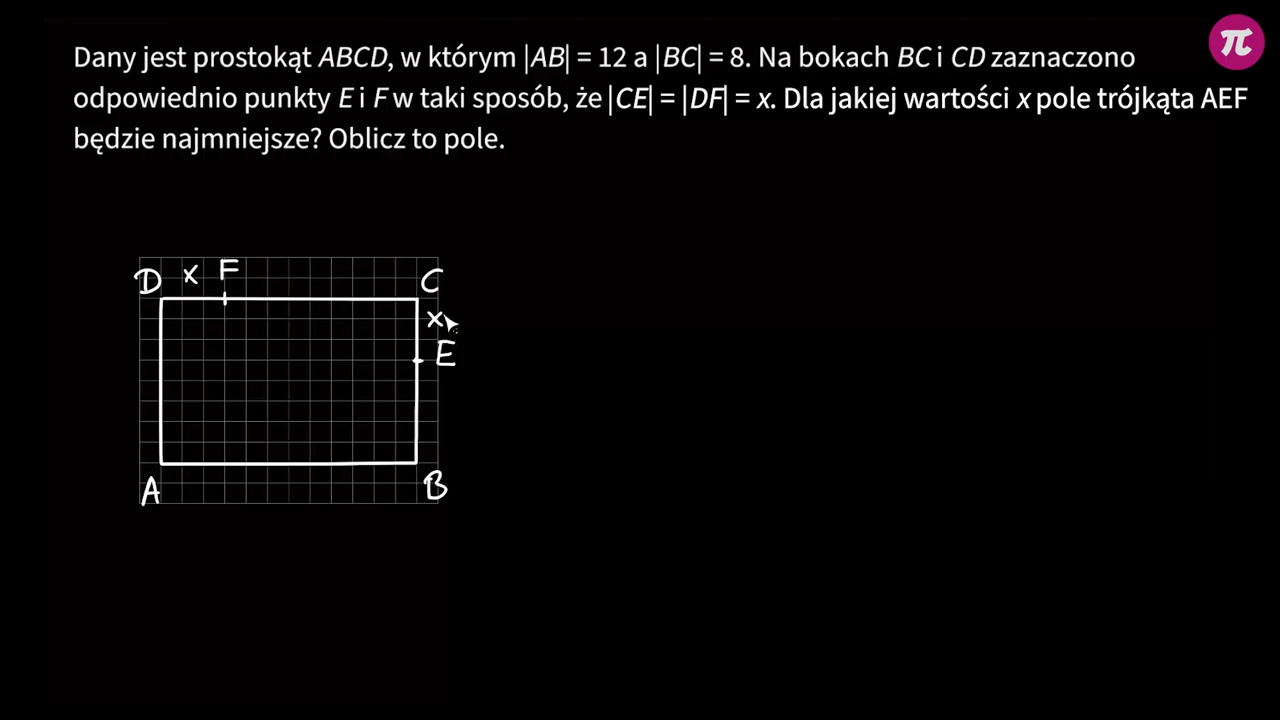 Dany jest prostokąt ABCD, w którym |AB| = 12 a |BC| = 8. Na bokach BC i CD zaznaczono
odpowiednio punkty E i F w taki sposób, że |CE| = |DF| = x. Dla jakiej wartości x pole trójkąta AEF
będzie najmniejsze? Oblicz to pole.
π
D x F C
x
E
A B